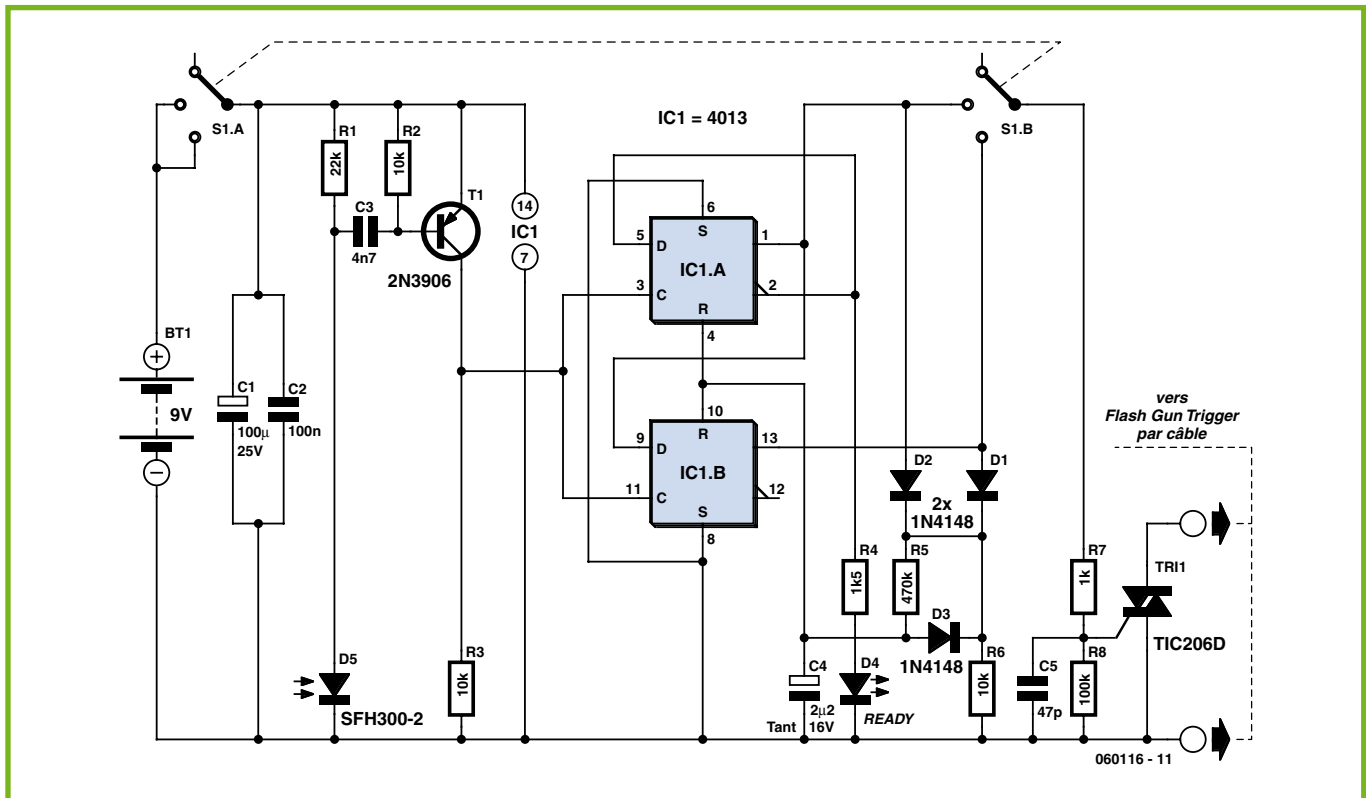 S1.A
S1.B
IC1 = 4013
R1
22k
R2
10k
C3
4n7
T1
2N3906
14
IC1
7
6
S
5
D
1
IC1.A
3
C
2
R
4
10
R
9
D
13
IC1.B
11
C
12
S
8
BT1
+
9V
−
C1
100µ
25V
C2
100n
D5
SFH300-2
R3
10k
D2
D1
2x
1N4148
R4
1k5
R5
470k
D3
1N4148
C4
2µ2
16V
Tant
D4
READY
R6
10k
R7
1k
C5
47p
R8
100k
TRI1
TIC206D
vers
Flash Gun Trigger
par câble
060116 - 11